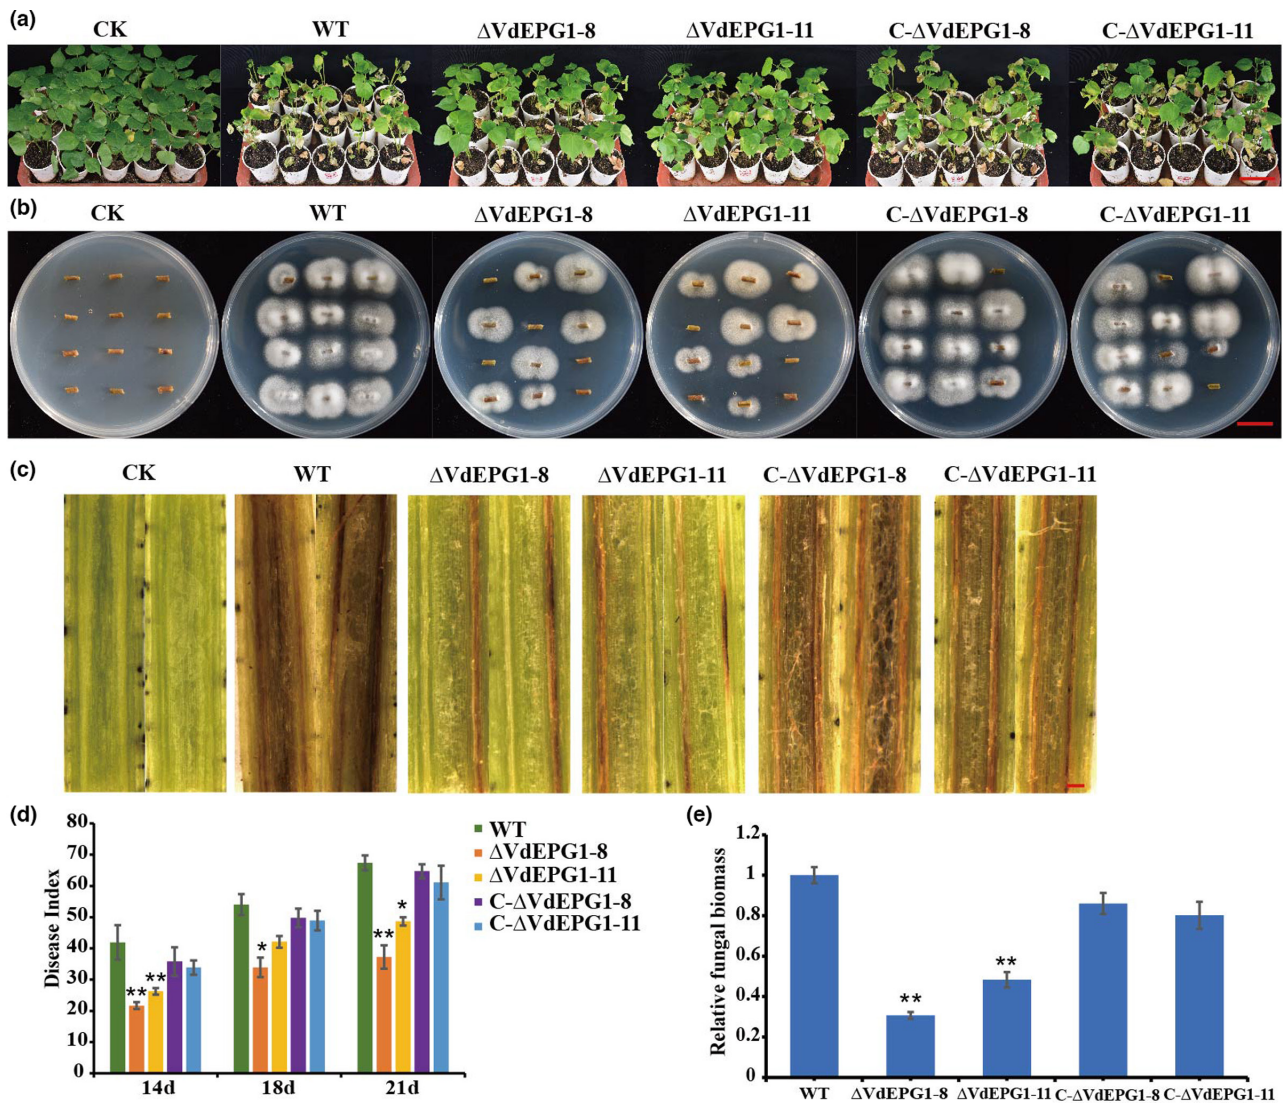 (a)
CK WT ΔVdEPG1-8 ΔVdEPG1-11 C-ΔVdEPG1-8 C-ΔVdEPG1-11
(b)
CK WT ΔVdEPG1-8 ΔVdEPG1-11 C-ΔVdEPG1-8 C-ΔVdEPG1-11
(c)
CK WT ΔVdEPG1-8 ΔVdEPG1-11 C-ΔVdEPG1-8 C-ΔVdEPG1-11
(d)
Disease Index
80
70
60
50
40
30
20
10
0
** **
*
** *
14d 18d 21d
WT
ΔVdEPG1-8
ΔVdEPG1-11
C-ΔVdEPG1-8
C-ΔVdEPG1-11
(e)
Relative fungal biomass
1.2
1
0.8
0.6
0.4
0.2
0
** **
WT ΔVdEPG1-8 ΔVdEPG1-11 C-ΔVdEPG1-8 C-ΔVdEPG1-11